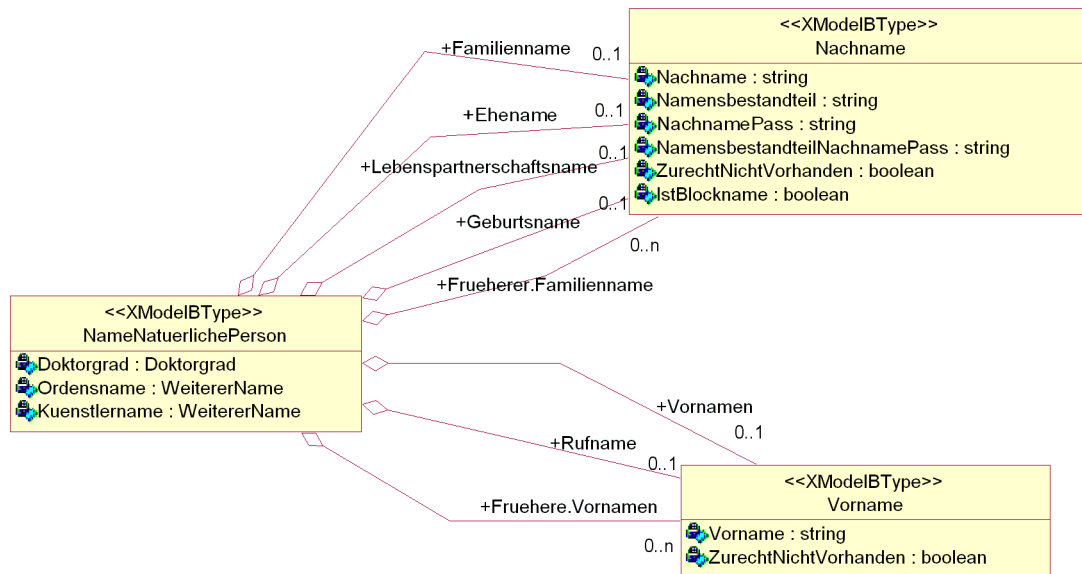 <<XModelBType>>
Nachname
Nachname : string
Namensbestandteil : string
NachnamePass : string
NamensbestandteilNachnamePass : string
ZurechtNichtVorhanden : boolean
IstBlockname : boolean
+Familienname
0..1
+Ehename
0..1
+Lebenspartnerschaftsname
0..1
+Geburtsname
0..1
+Frueherer.Familienname
0..n
<<XModelBType>>
NameNatuerlichePerson
Doktorgrad : Doktorgrad
Ordensname : WeitererName
Kuenstlername : WeitererName
+Vornamen
0..1
+Rufname
0..1
+Fruehere.Vornamen
0..n
<<XModelBType>>
Vorname
Vorname : string
ZurechtNichtVorhanden : boolean